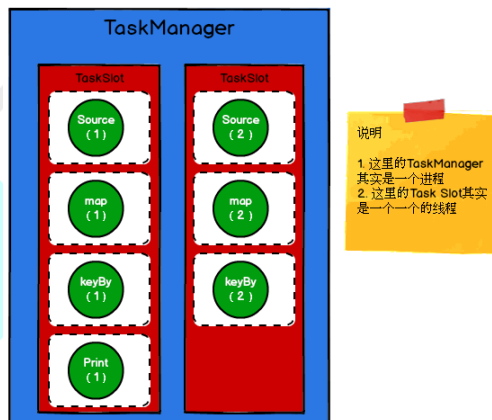 TaskManager
TaskSlot
Source
(1)
map
(1)
keyBy
(1)
Print
(1)
TaskSlot
Source
(2)
map
(2)
keyBy
(2)
说明
1. 这里的TaskManager
其实是一个进程
2. 这里的Task Slot其实
是一个一个的线程